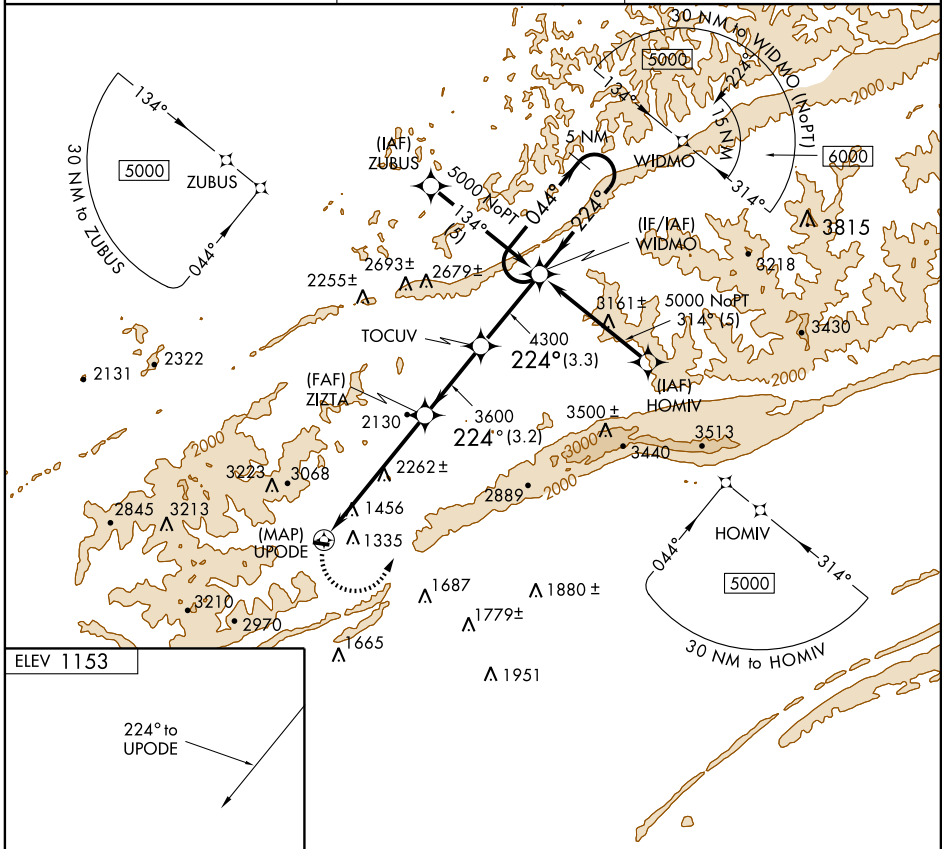 30 NM to WIDMO (NoPT)
5000
224°
134°
15 NM
WIDMO
6000
314°
134°
5000
ZUBUS
044°
30 NM to ZUBUS
(IAF)
ZUBUS
5000 NoPT
134°
(5)
5 NM
044°
224°
(IF/IAF)
WIDMO
3815
3218
2693±
2679±
2255±
3161±
5000 NoPT
314° (5)
3430
TOCUV
4300
224° (3.3)
2000
2322
2131
(FAF)
ZIZTA
(IAF)
HOMIV
2000
2130
3600
224° (3.2)
3500±
3513
3000
3440
2000
2262±
3223
3068
2889
2000
2845
3213
1456
(MAP)
UPODE
1335
HOMIV
044°
314°
5000
30 NM to HOMIV
1687
1880±
3210
1779±
2970
1665
1951
ELEV 1153
224° to
UPODE